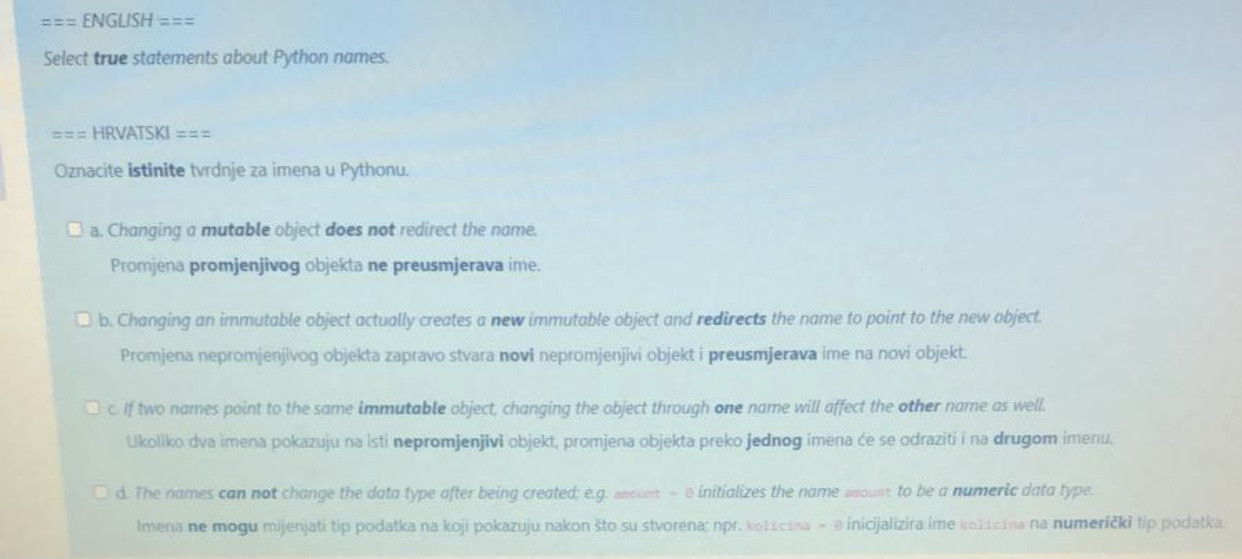 === ENGLISH ===
Select true statements about Python names.
=== HRVATSKI ===
Oznacite istinite tvrdnje za imena u Pythonu.
a. Changing a mutable object does not redirect the name.
Promjena promjenjivog objekta ne preusmjerava ime.
b. Changing an immutable object actually creates a new immutable object and redirects the name to point to the new object.
Promjena nepromjenjivog objekta zapravo stvara novi nepromjenjivi objekt i preusmjerava ime na novi objekt.
c. If two names point to the same immutable object, changing the object through one name will affect the other name as well.
Ukoliko dva imena pokazuju na isti nepromjenjivi objekt, promjena objekta preko jednog imena će se odraziti i na drugom imenu.
d. The names can not change the data type after being created; e.g. amount = 0 initializes the name amount to be a numeric data type.
Imena ne mogu mijenjati tip podatka na koji pokazuju nakon što su stvorena; npr. kolicina = 0 inicijalizira ime kolicina na numerički tip podatka.